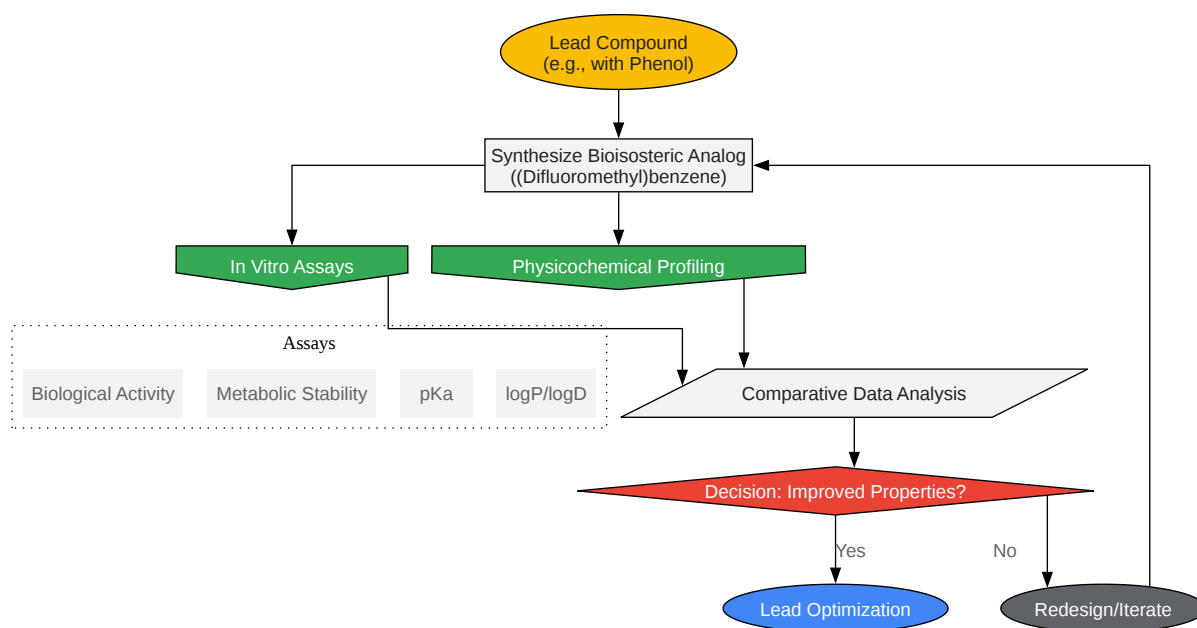 Lead Compound
(e.g., with Phenol)
Synthesize Bioisosteric Analog
((Difluoromethyl)benzene)
In Vitro Assays
Physicochemical Profiling
Assays
Biological Activity
Metabolic Stability
pKa
logP/logD
Comparative Data Analysis
Decision: Improved Properties?
Yes
No
Lead Optimization
Redesign/Iterate